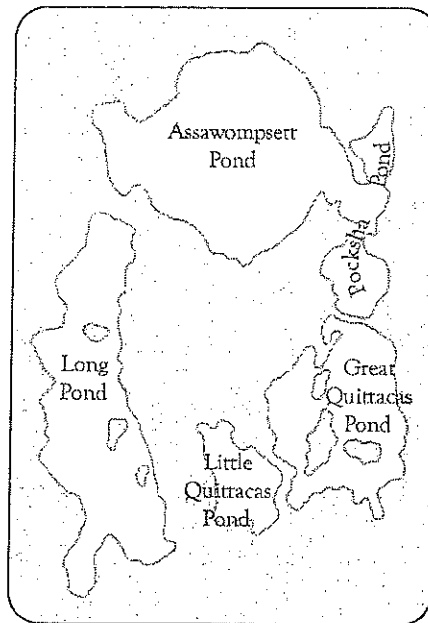 Assawompsett
Pond
Pocksha
Pond
Long
Pond
Great
Quittacas
Pond
Little
Quittacas
Pond